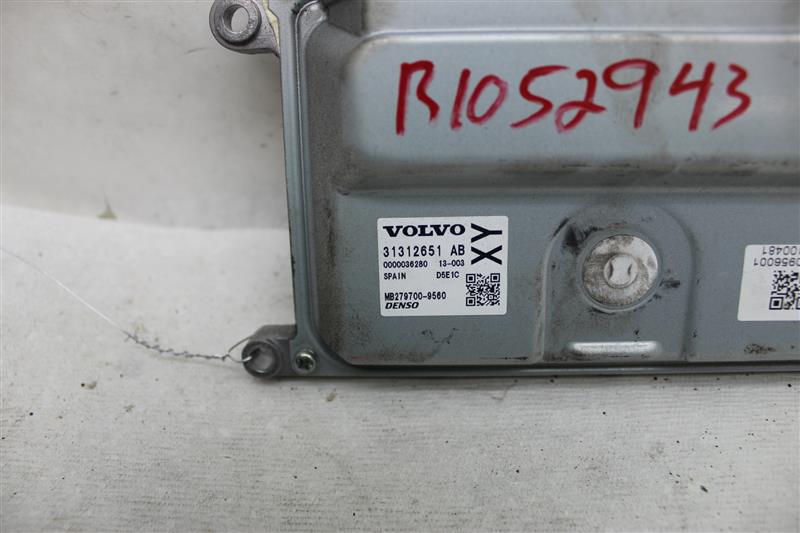 B1052943
VOLVO
31312651 AB
XY
0000036280 13-003
SPAIN D5E1C
MB279700-9560
DENSO